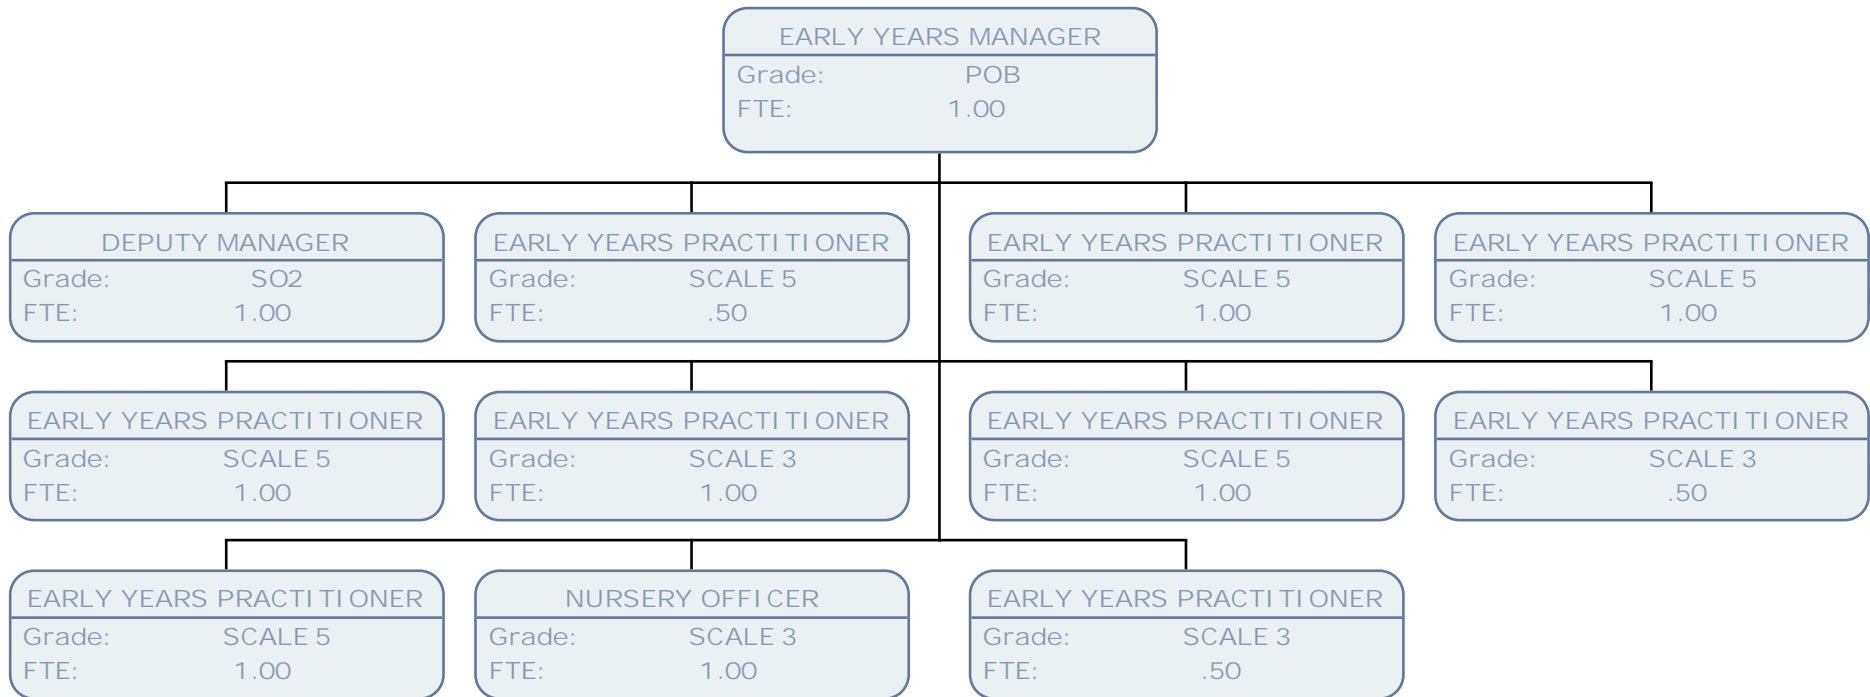 EARLY YEARS MANAGER
Grade: POB
FTE: 1.00
DEPUTY MANAGER
Grade: SO2
FTE: 1.00
EARLY YEARS PRACTITIONER
Grade: SCALE 5
FTE: .50
EARLY YEARS PRACTITIONER
Grade: SCALE 5
FTE: 1.00
EARLY YEARS PRACTITIONER
Grade: SCALE 5
FTE: 1.00
EARLY YEARS PRACTITIONER
Grade: SCALE 5
FTE: 1.00
EARLY YEARS PRACTITIONER
Grade: SCALE 3
FTE: 1.00
EARLY YEARS PRACTITIONER
Grade: SCALE 5
FTE: 1.00
EARLY YEARS PRACTITIONER
Grade: SCALE 3
FTE: .50
EARLY YEARS PRACTITIONER
Grade: SCALE 5
FTE: 1.00
NURSERY OFFICER
Grade: SCALE 3
FTE: 1.00
EARLY YEARS PRACTITIONER
Grade: SCALE 3
FTE: .50